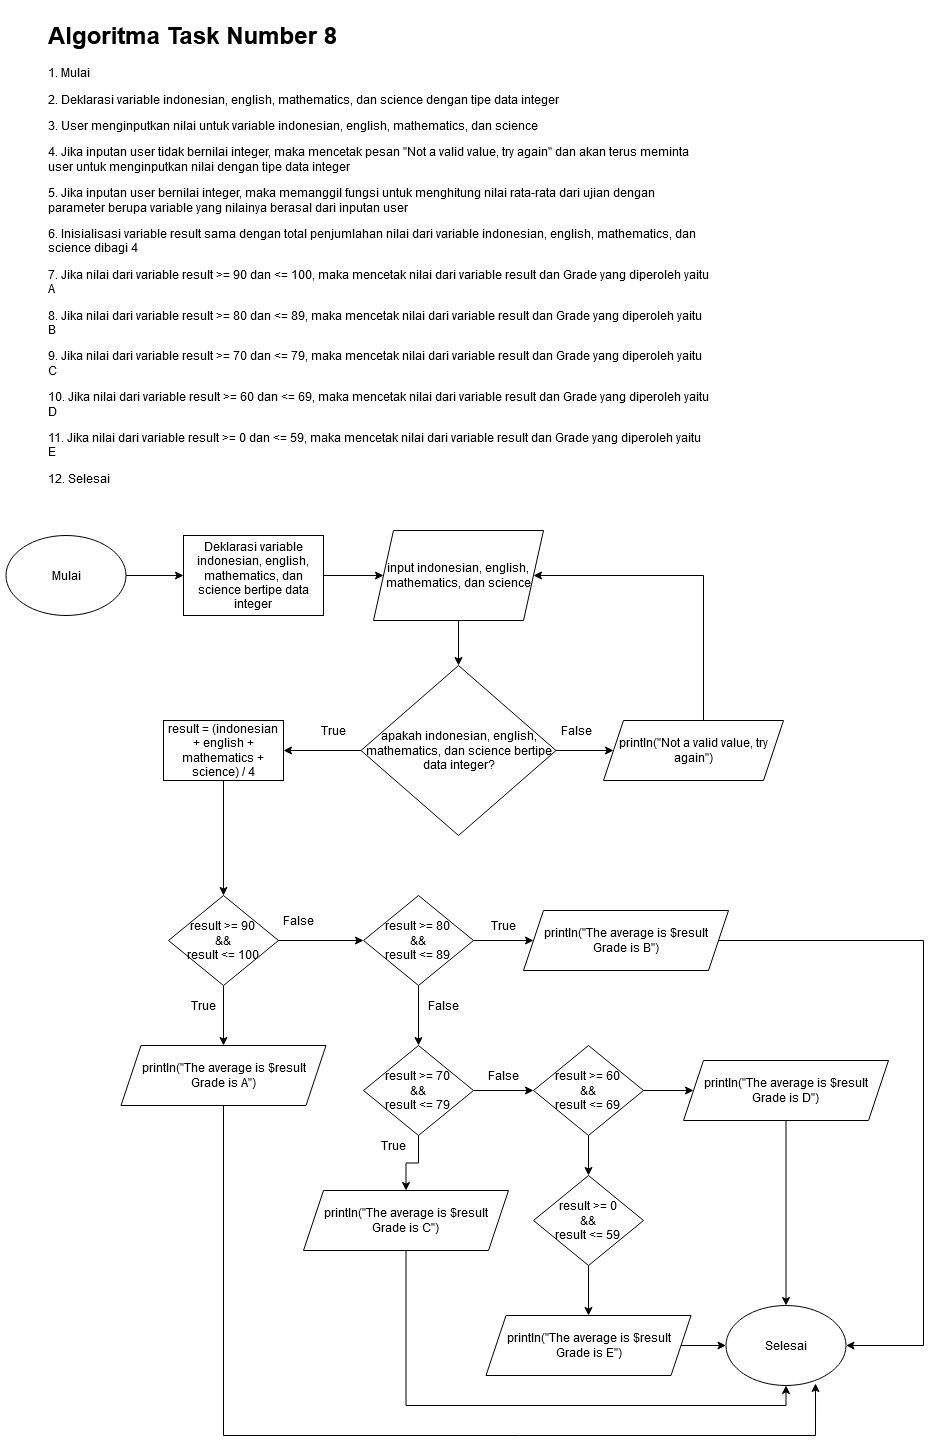 Algoritma Task Number 8
1. Mulai
2. Deklarasi variable indonesian, english, mathematics, dan science dengan tipe data integer
3. User menginputkan nilai untuk variable indonesian, english, mathematics, dan science
4. Jika inputan user tidak bernilai integer, maka mencetak pesan "Not a valid value, try again" dan akan terus meminta
user untuk menginputkan nilai dengan tipe data integer
5. Jika inputan user bernilai integer, maka memanggil fungsi untuk menghitung nilai rata-rata dari ujian dengan
parameter berupa variable yang nilainya berasal dari inputan user
6. Inisialisasi variable result sama dengan total penjumlahan nilai dari variable indonesian, english, mathematics, dan
science dibagi 4
7. Jika nilai dari variable result >= 90 dan <= 100, maka mencetak nilai dari variable result dan Grade yang diperoleh yaitu
A
8. Jika nilai dari variable result >= 80 dan <= 89, maka mencetak nilai dari variable result dan Grade yang diperoleh yaitu
B
9. Jika nilai dari variable result >= 70 dan <= 79, maka mencetak nilai dari variable result dan Grade yang diperoleh yaitu
C
10. Jika nilai dari variable result >= 60 dan <= 69, maka mencetak nilai dari variable result dan Grade yang diperoleh yaitu
D
11. Jika nilai dari variable result >= 0 dan <= 59, maka mencetak nilai dari variable result dan Grade yang diperoleh yaitu
E
12. Selesai
Mulai
Deklarasi variable
indonesian, english,
mathematics, dan
science bertipe data
integer
input indonesian, english,
mathematics, dan science
apakah indonesian, english,
mathematics, dan science bertipe
data integer?
False
println("Not a valid value, try
again")
True
result = (indonesian
+ english +
mathematics +
science) / 4
result >= 90
&&
result <= 100
False
result >= 80
&&
result <= 89
True
println("The average is $result
Grade is B")
True
False
println("The average is $result
Grade is A")
result >= 70
&&
result <= 79
False
result >= 60
&&
result <= 69
println("The average is $result
Grade is D")
True
println("The average is $result
Grade is C")
result >= 0
&&
result <= 59
println("The average is $result
Grade is E")
Selesai